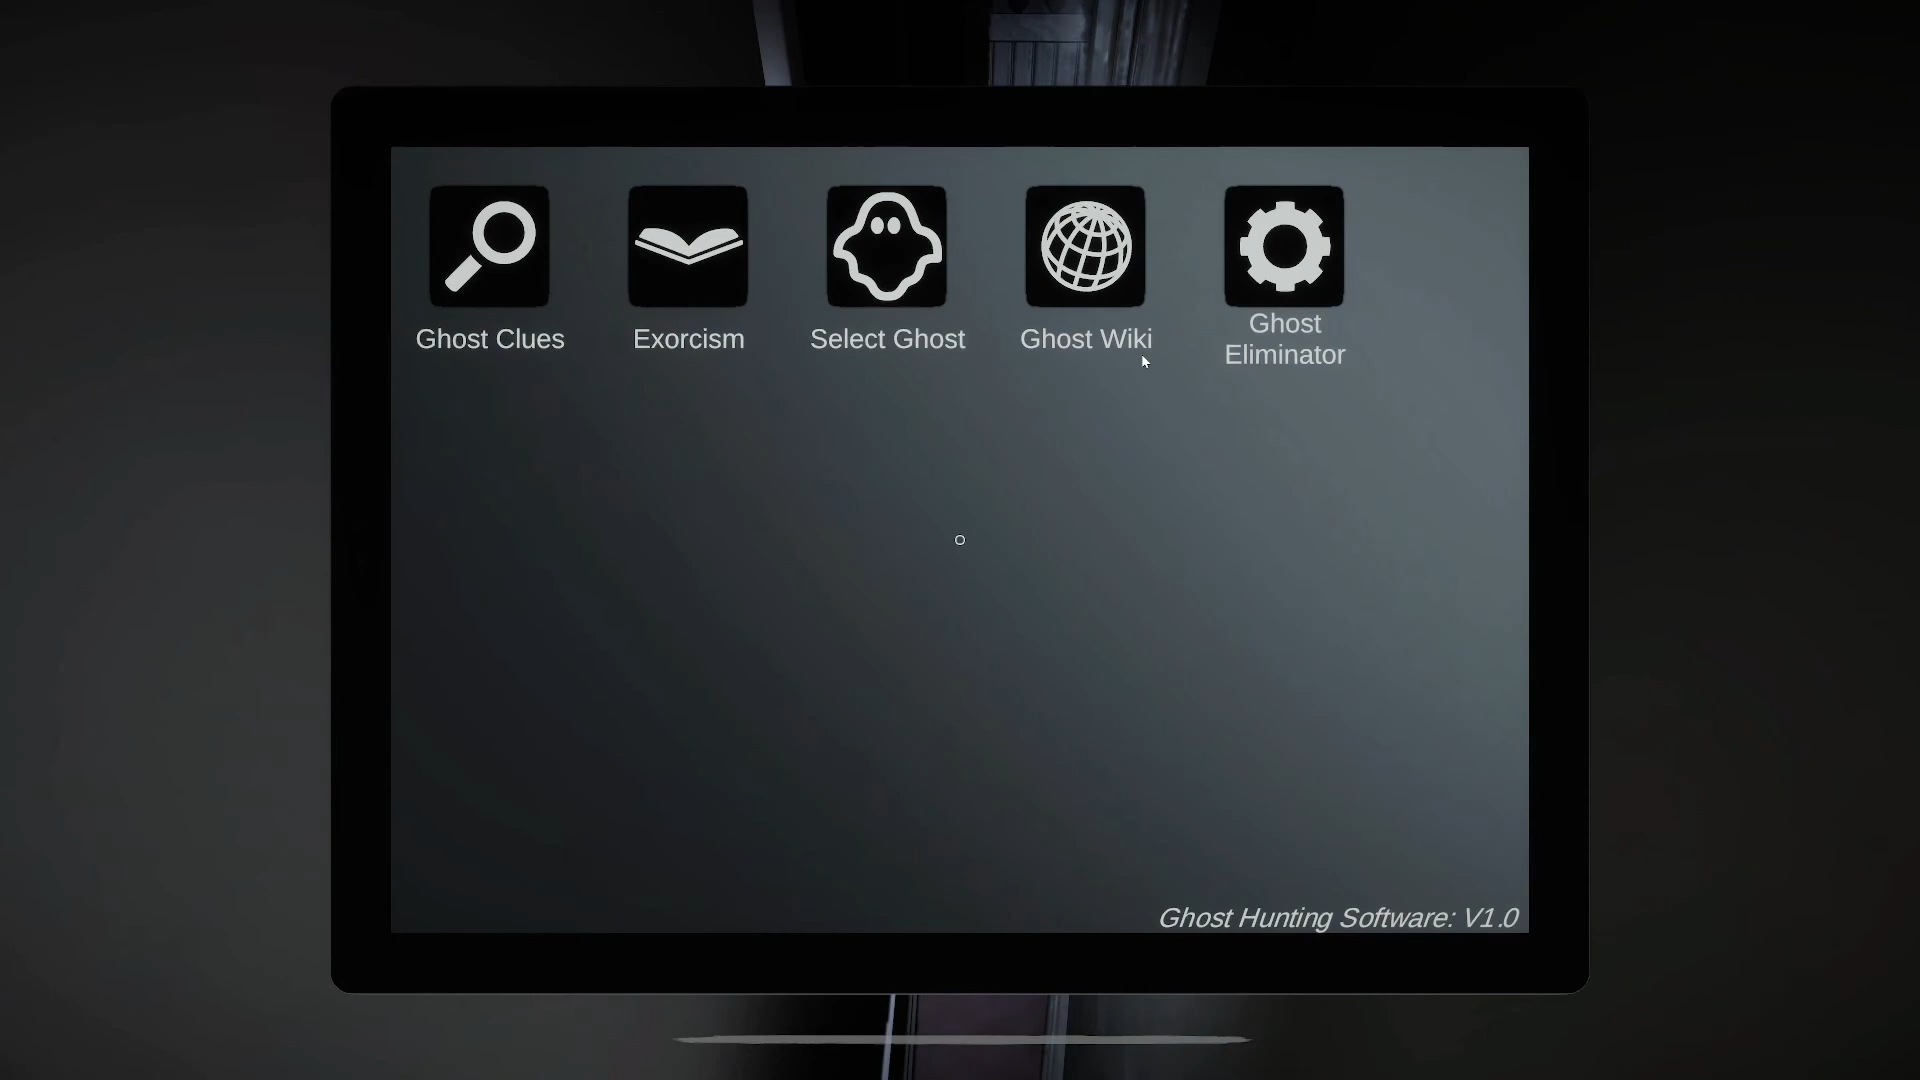 Ghost Clues
Exorcism
Select Ghost
Ghost Wiki
Ghost
Eliminator
Ghost Hunting Software: V1.0